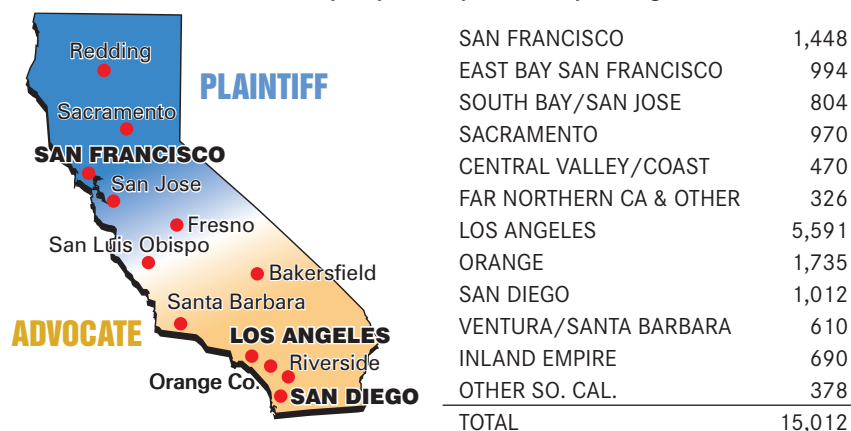 Redding
PLAINTIFF
Sacramento
SAN FRANCISCO
San Jose
Fresno
San Luis Obispo
Bakersfield
Santa Barbara
ADVOCATE
LOS ANGELES
Riverside
Orange Co.
SAN DIEGO
SAN FRANCISCO 1,448
EAST BAY SAN FRANCISCO 994
SOUTH BAY/SAN JOSE 804
SACRAMENTO 970
CENTRAL VALLEY/COAST 470
FAR NORTHERN CA & OTHER 326
LOS ANGELES 5,591
ORANGE 1,735
SAN DIEGO 1,012
VENTURA/SANTA BARBARA 610
INLAND EMPIRE 690
OTHER SO. CAL. 378
TOTAL 15,012